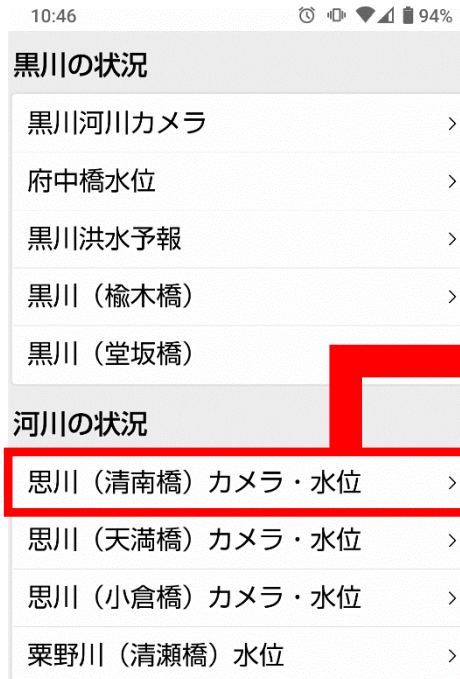 10:46 94%
黒川の状況
黒川河川カメラ
府中橋水位
黒川洪水予報
黒川（楡木橋）
黒川（堂坂橋）
河川の状況
思川（清南橋）カメラ・水位
思川（天満橋）カメラ・水位
思川（小倉橋）カメラ・水位
粟野川（清瀬橋）水位